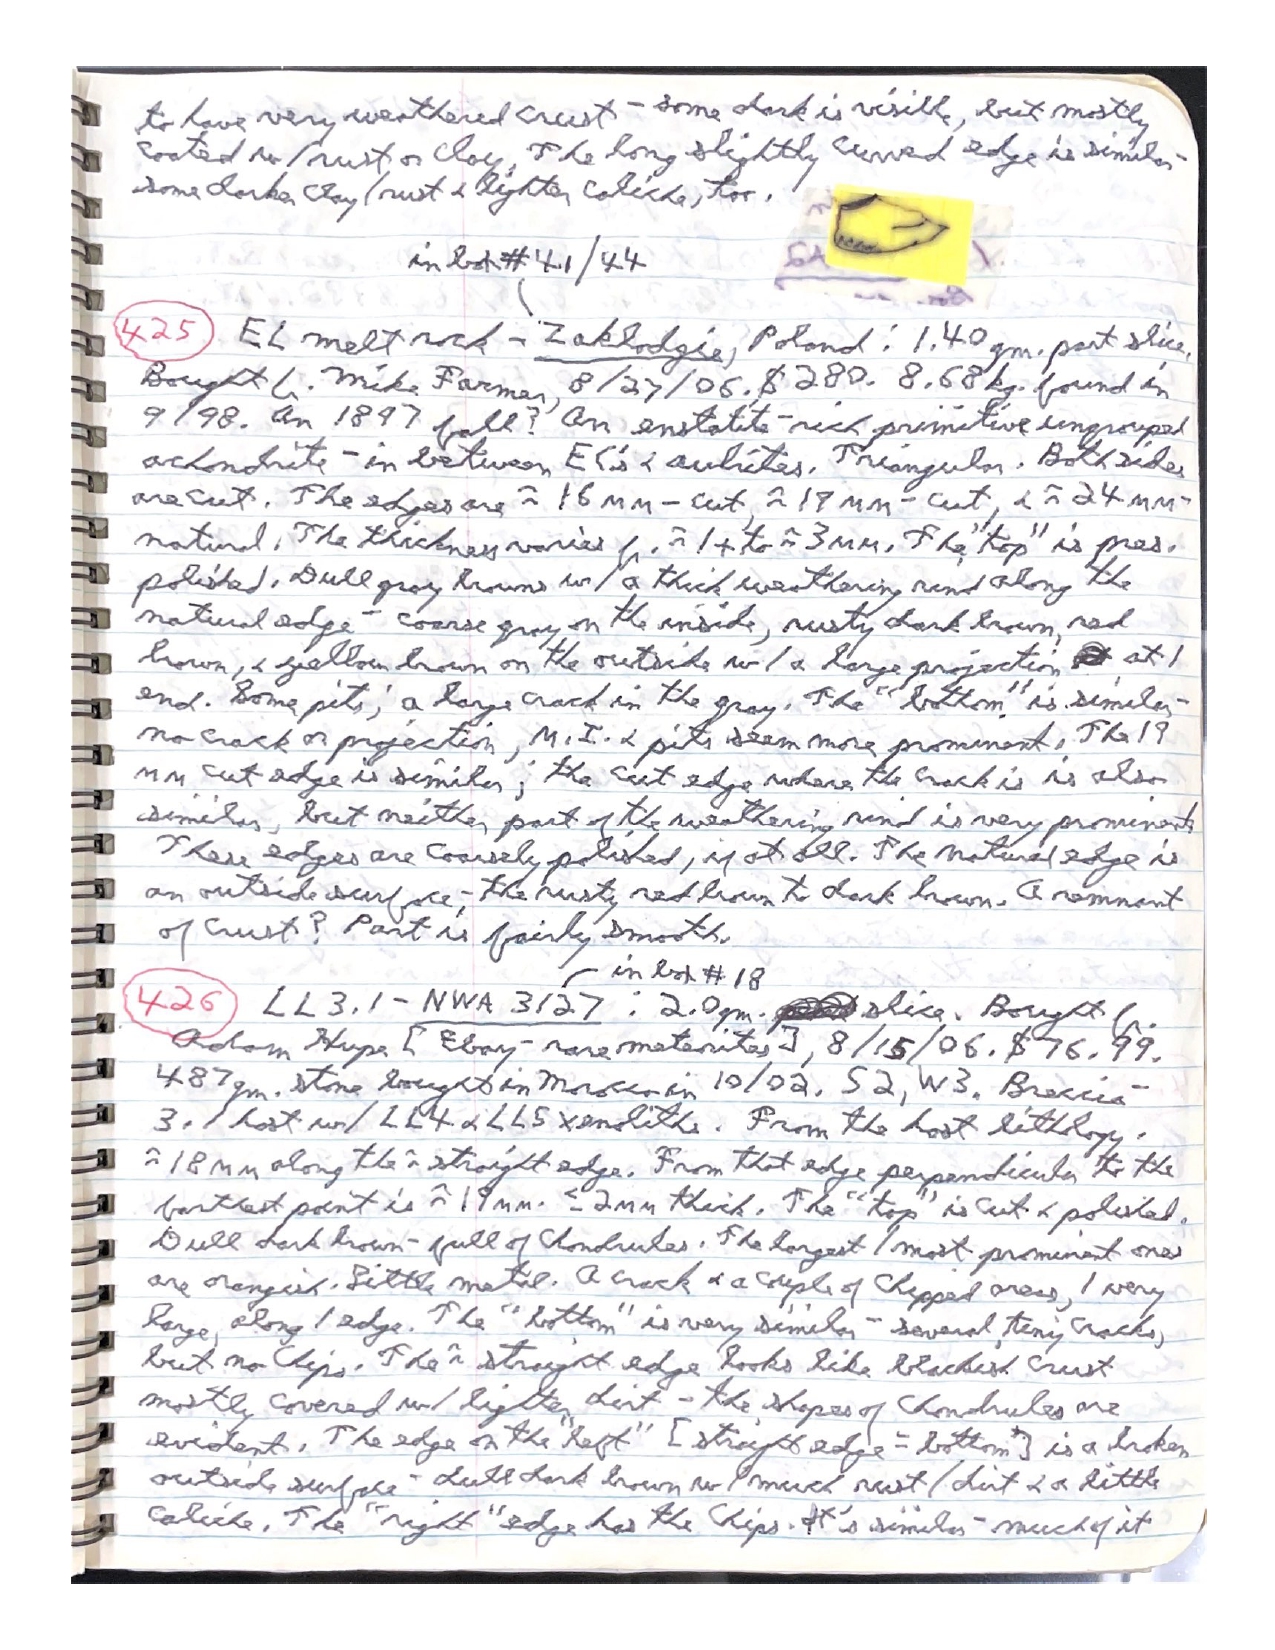 to have very weathered crust - some dark is visible, but mostly
coated w/ rust or clay. The long slightly curved edge is similar -
some darker clay/rust & lighter caliche, too.
in box #41/44
425 EL melt rock - Zaklodzie, Poland : 1.40 gm. part slice.
Bought f. Mike Farmer, 8/27/06. $280. 8.68 kg. found in
9/98. An 1897 fall? An enstatite-rich primitive ungrouped
achondrite - in between EL's & aubrites. Triangular. Both sides
are cut. The edges are ≈ 16 mm - cut, ≈ 19 mm - cut, & ≈ 24 mm -
natural. The thickness varies f. ≈ 1+ to ≈ 3 mm. The "top" is pres.
polished. Dull gray browns w/ a thick weathering rind along the
natural edge - coarse gray on the inside, rusty dark brown, red
brown, & yellow brown on the outside w/ a large projection at 1
end. Some pits; a large crack in the gray. The "bottom" is similar -
no crack or projection, M.I. & pits seem more prominent. The 19
mm cut edge is similar; the cut edge where the crack is is also
similar, but neither part of the weathering rind is very prominent.
These edges are coarsely polished, if at all. The natural edge is
an outside surface, - the rusty red brown to dark brown. A remnant
of crust? Part is fairly smooth.
in box #18
426 LL3.1 - NWA 3127 : 2.0 gm. slice. Bought f.
Adam Hupe [Ebay - raremeteorites], 8/15/06. $76.99.
487 gm. stone bought in Morocco in 10/02. S2, W3. Breccia -
3.1 host w/ LL4 & LL5 xenoliths. From the host lithology.
≈ 18 mm along the ≈ straight edge. From that edge perpendicular to the
farthest point is ≈ 19 mm. ≤ 2 mm thick. The "top" is cut & polished.
Dull dark brown - full of chondrules. The largest/most prominent ones
are orangish. Little metal. A crack & a couple of chipped areas, 1 very
large, along 1 edge. The "bottom" is very similar - several tiny cracks,
but no chips. The ≈ straight edge looks like blackish crust
mostly covered w/ lighter dirt - the shapes of chondrules are
evident. The edge on the "left" [straight edge = bottom"] is a broken
outside surface - dull dark brown w/ much rust/dirt & a little
caliche. The "right" edge has the chips. It's similar - much of it